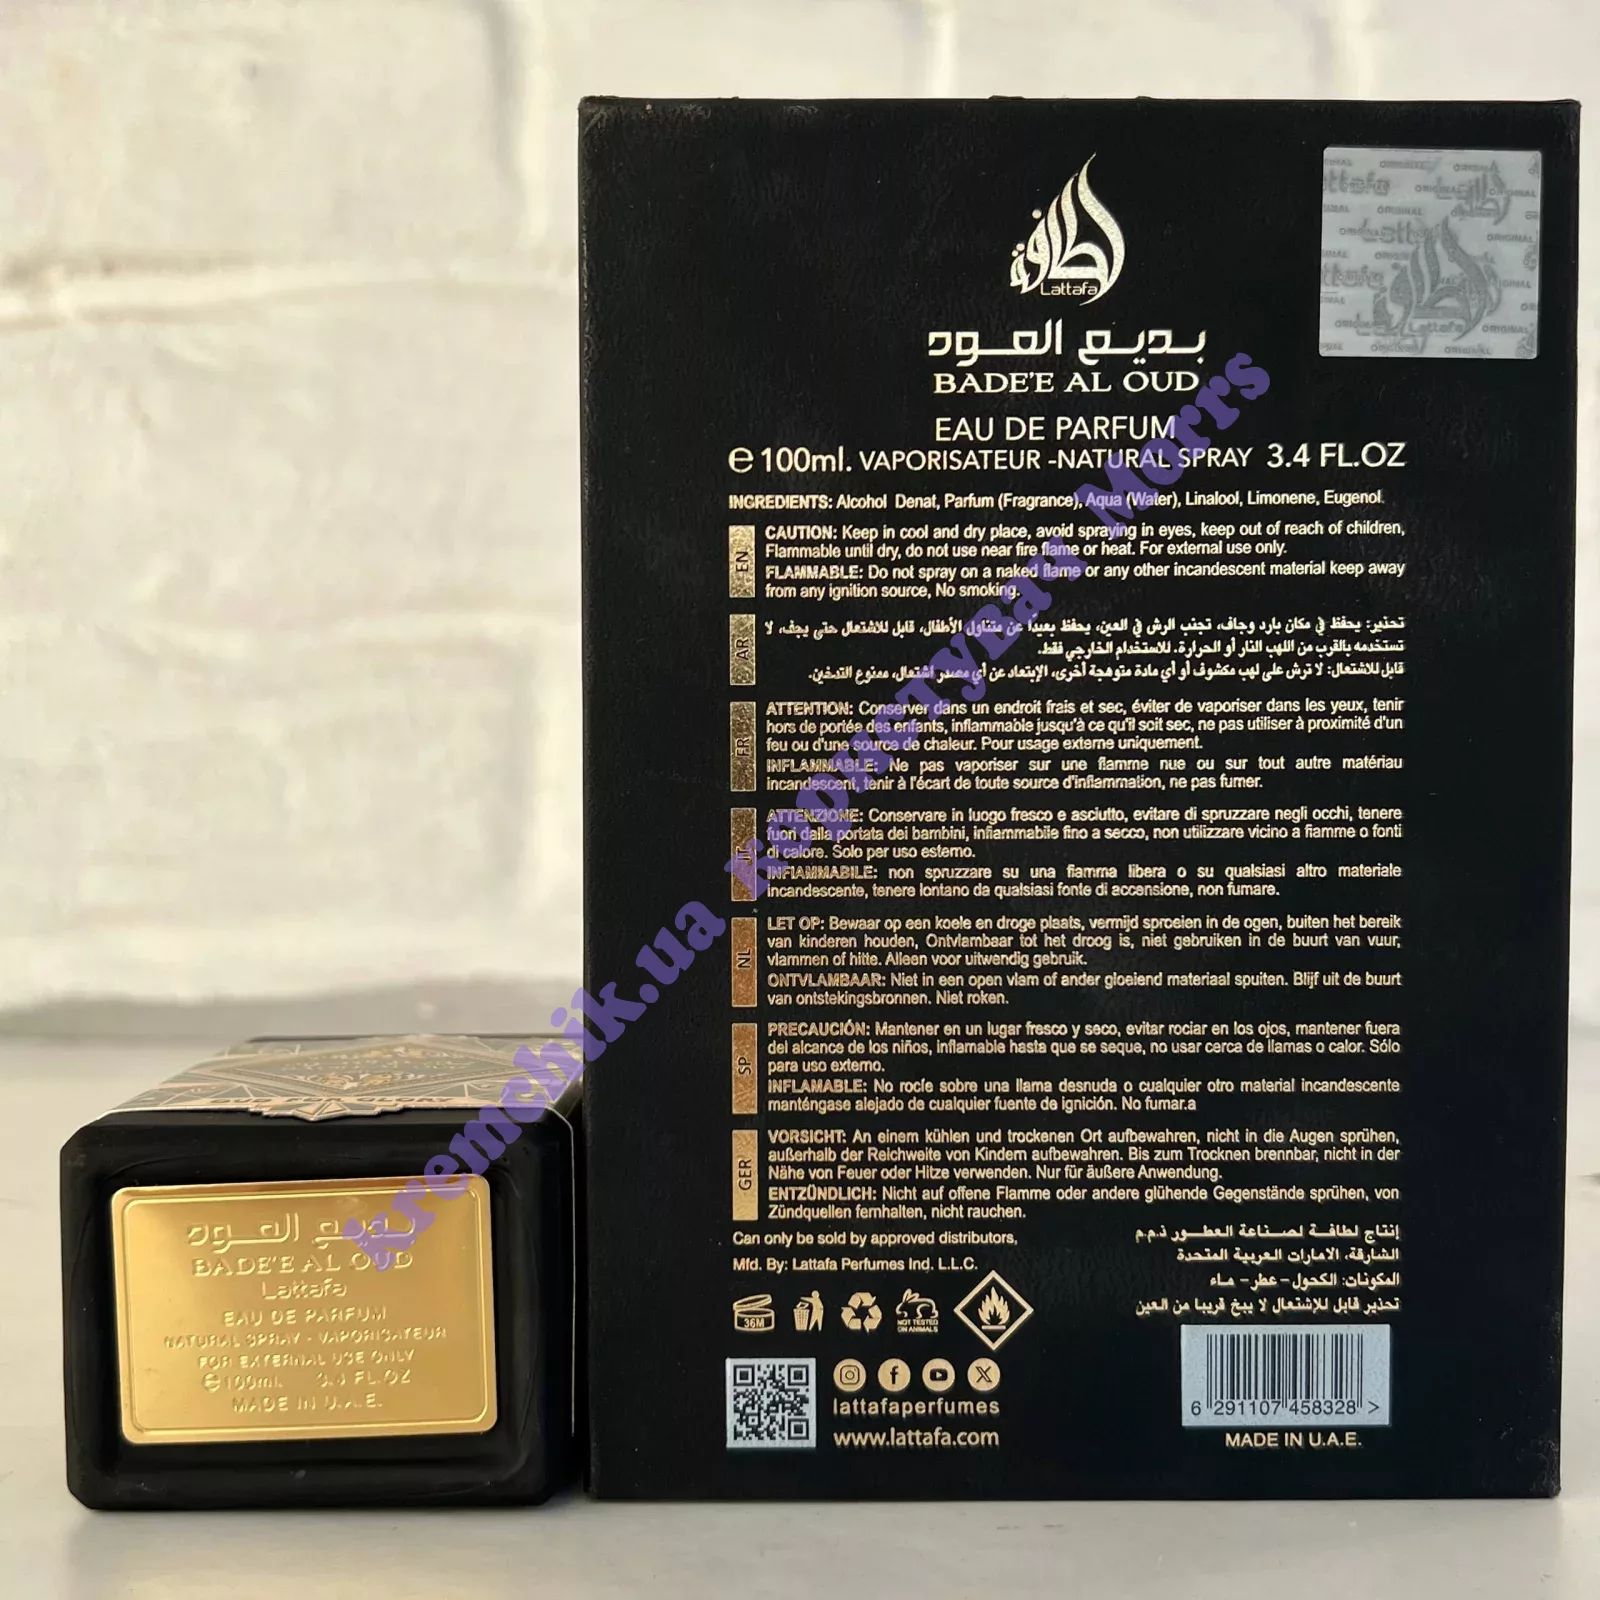 لطافة
Lattafa
بديع العود
BADE'E AL OUD
EAU DE PARFUM
e 100ml. VAPORISATEUR -NATURAL SPRAY 3.4 FL.OZ
INGREDIENTS: Alcohol Denat, Parfum (Fragrance), Aqua (Water), Linalool, Limonene, Eugenol.
EN
CAUTION: Keep in cool and dry place, avoid spraying in eyes, keep out of reach of children,
Flammable until dry, do not use near fire flame or heat. For external use only.
FLAMMABLE: Do not spray on a naked flame or any other incandescent material keep away
from any ignition source, No smoking.
AR
تحذير: يحفظ في مكان بارد وجاف، تجنب الرش في العين، يحفظ بعيداً عن متناول الأطفال، قابل للاشتعال حتى يجف، لا
تستخدمه بالقرب من اللهب النار أو الحرارة. للاستخدام الخارجي فقط.
قابل للاشتعال: لا ترش على لهب مكشوف أو أي مادة متوهجة أخرى، الإبتعاد عن أي مصدر اشتعال، ممنوع التدخين.
FR
ATTENTION: Conserver dans un endroit frais et sec, éviter de vaporiser dans les yeux, tenir
hors de portée des enfants, inflammable jusqu'à ce qu'il soit sec, ne pas utiliser à proximité d'un
feu ou d'une source de chaleur. Pour usage externe uniquement.
INFLAMMABLE: Ne pas vaporiser sur une flamme nue ou sur tout autre matériau
incandescent, tenir à l'écart de toute source d'inflammation, ne pas fumer.
IT
ATTENZIONE: Conservare in luogo fresco e asciutto, evitare di spruzzare negli occhi, tenere
fuori dalla portata dei bambini, infiammabile fino a secco, non utilizzare vicino a fiamme o fonti
di calore. Solo per uso esterno.
INFIAMMABILE: non spruzzare su una fiamma libera o su qualsiasi altro materiale
incandescente, tenere lontano da qualsiasi fonte di accensione, non fumare.
NL
LET OP: Bewaar op een koele en droge plaats, vermijd sproeien in de ogen, buiten het bereik
van kinderen houden, Ontvlambaar tot het droog is, niet gebruiken in de buurt van vuur,
vlammen of hitte. Alleen voor uitwendig gebruik.
ONTVLAMBAAR: Niet in een open vlam of ander gloeiend materiaal spuiten. Blijf uit de buurt
van ontstekingsbronnen. Niet roken.
SP
PRECAUCIÓN: Mantener en un lugar fresco y seco, evitar rociar en los ojos, mantener fuera
del alcance de los niños, inflamable hasta que se seque, no usar cerca de llamas o calor. Sólo
para uso externo.
INFLAMABLE: No rocíe sobre una llama desnuda o cualquier otro material incandescente
manténgase alejado de cualquier fuente de ignición. No fumar.a
GER
VORSICHT: An einem kühlen und trockenen Ort aufbewahren, nicht in die Augen sprühen,
außerhalb der Reichweite von Kindern aufbewahren. Bis zum Trocknen brennbar, nicht in der
Nähe von Feuer oder Hitze verwenden. Nur für äußere Anwendung.
ENTZÜNDLICH: Nicht auf offene Flamme oder andere glühende Gegenstände sprühen, von
Zündquellen fernhalten, nicht rauchen.
Can only be sold by approved distributors,
Mfd. By: Lattafa Perfumes Ind. L.L.C.
إنتاج لطافة لصناعة العطور ذ.م.م
الشارقة، الامارات العربية المتحدة
المكونات: الكحول - عطر - ماء
تحذير قابل للإشتعال لا يبخ قريبا من العين
36M
NOT TESTED
ON ANIMALS
lattafaperfumes
www.lattafa.com
6 291107 458328 >
MADE IN U.A.E.
ORIGINAL
لطافة
Lattafa
OUD FOR GLORY
بديع العود
BADE'E AL OUD
Lattafa
EAU DE PARFUM
NATURAL SPRAY - VAPORISATEUR
FOR EXTERNAL USE ONLY
e 100ml. 3.4 FL.OZ
MADE IN U.A.E.
kremchik.ua користувач Morrs